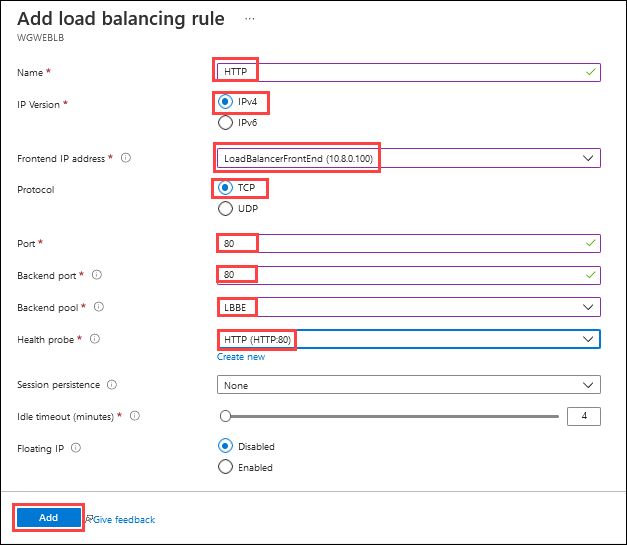 Add load balancing rule ...
WGWEBLB
Name * HTTP
IP Version * IPv4
IPv6
Frontend IP address * LoadBalancerFrontEnd (10.8.0.100)
Protocol TCP
UDP
Port * 80
Backend port * 80
Backend pool * LBBE
Health probe * HTTP (HTTP:80)
Create new
Session persistence None
Idle timeout (minutes) * 4
Floating IP Disabled
Enabled
Add Give feedback